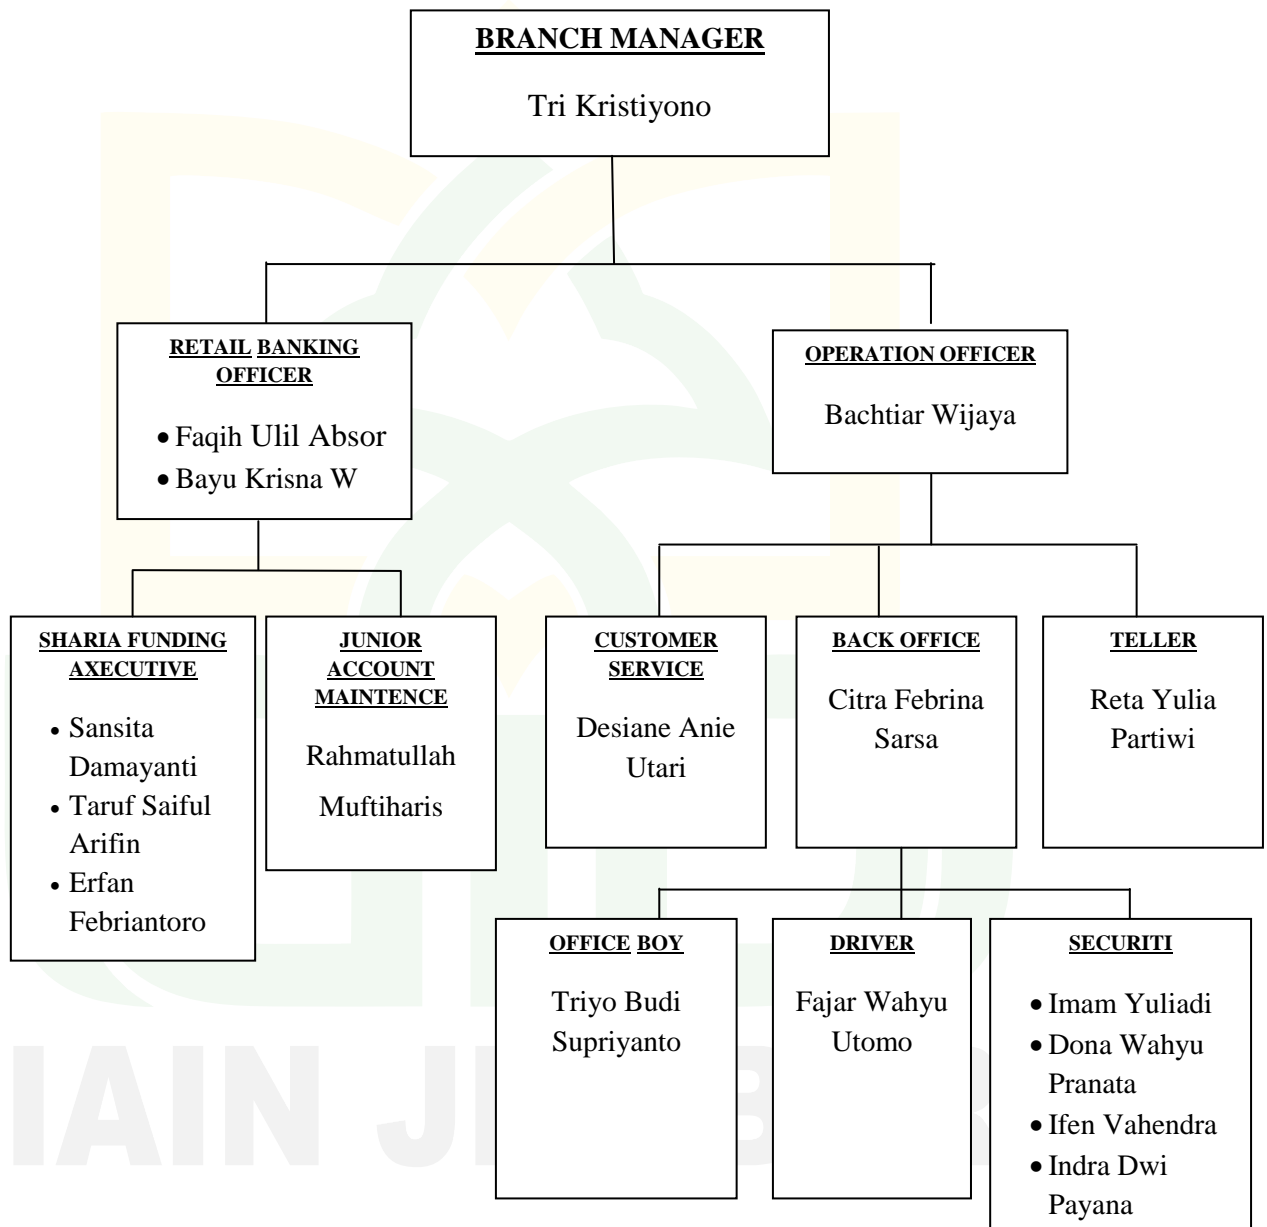 BRANCH MANAGER
Tri Kristiyono
RETAIL BANKING
OFFICER
• Faqih Ulil Absor
• Bayu Krisna W
OPERATION OFFICER
Bachtiar Wijaya
SHARIA FUNDING
AXECUTIVE
• Sansita
Damayanti
• Taruf Saiful
Arifin
• Erfan
Febriantoro
JUNIOR
ACCOUNT
MAINTENCE
Rahmatullah
Muftiharis
CUSTOMER
SERVICE
Desiane Anie
Utari
BACK OFFICE
Citra Febrina
Sarsa
TELLER
Reta Yulia
Partiwi
OFFICE BOY
Triyo Budi
Supriyanto
DRIVER
Fajar Wahyu
Utomo
SECURITI
• Imam Yuliadi
• Dona Wahyu
Pranata
• Ifen Vahendra
• Indra Dwi
Payana
IAIN